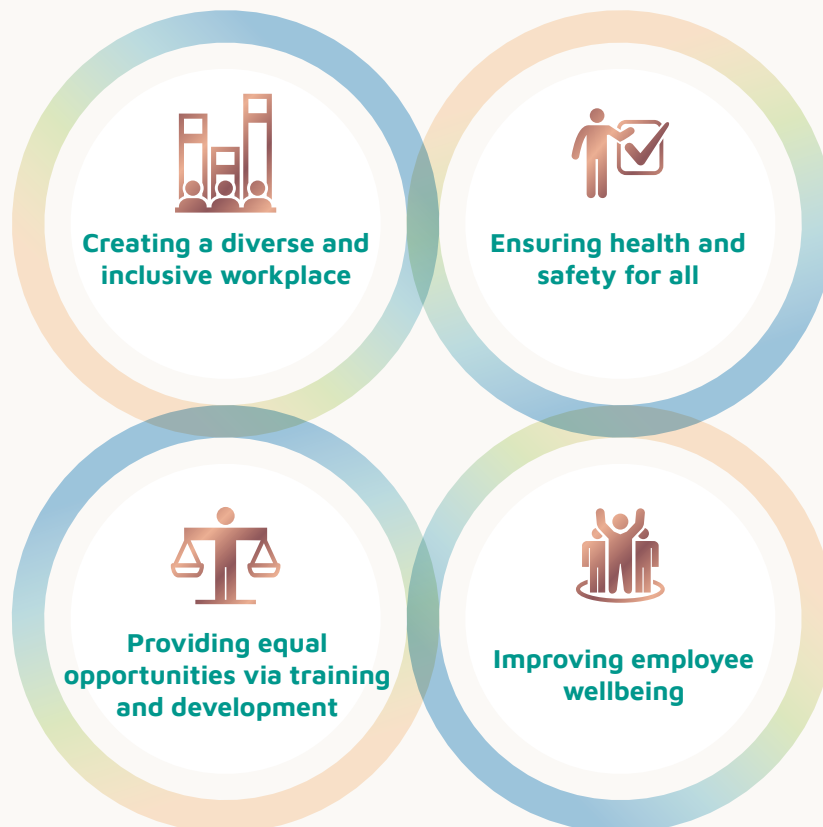 Creating a diverse and
inclusive workplace
Ensuring health and
safety for all
Providing equal
opportunities via training
and development
Improving employee
wellbeing